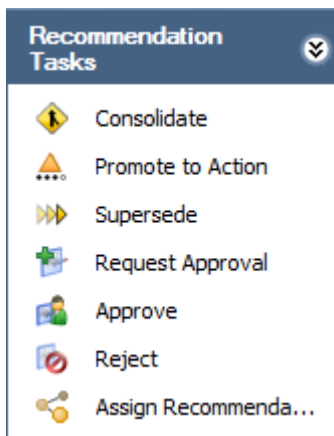 Recommendation
Tasks
Consolidate
Promote to Action
Supersede
Request Approval
Approve
Reject
Assign Recommenda...